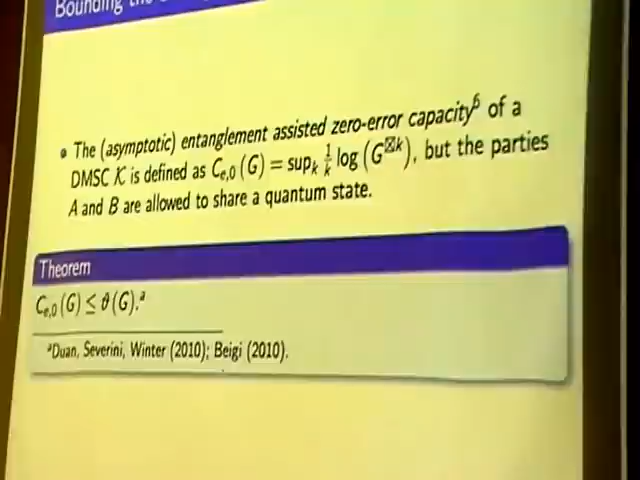 Bounding the
• The (asymptotic) entanglement assisted zero-error capacity⁶ of a
DMSC K is defined as C_{e,0}(G) = sup_k 1/k log (G^{⊠k}), but the parties
A and B are allowed to share a quantum state.
Theorem
C_{e,0}(G) ≤ ϑ(G).ᵃ
ᵃDuan, Severini, Winter (2010); Beigi (2010).